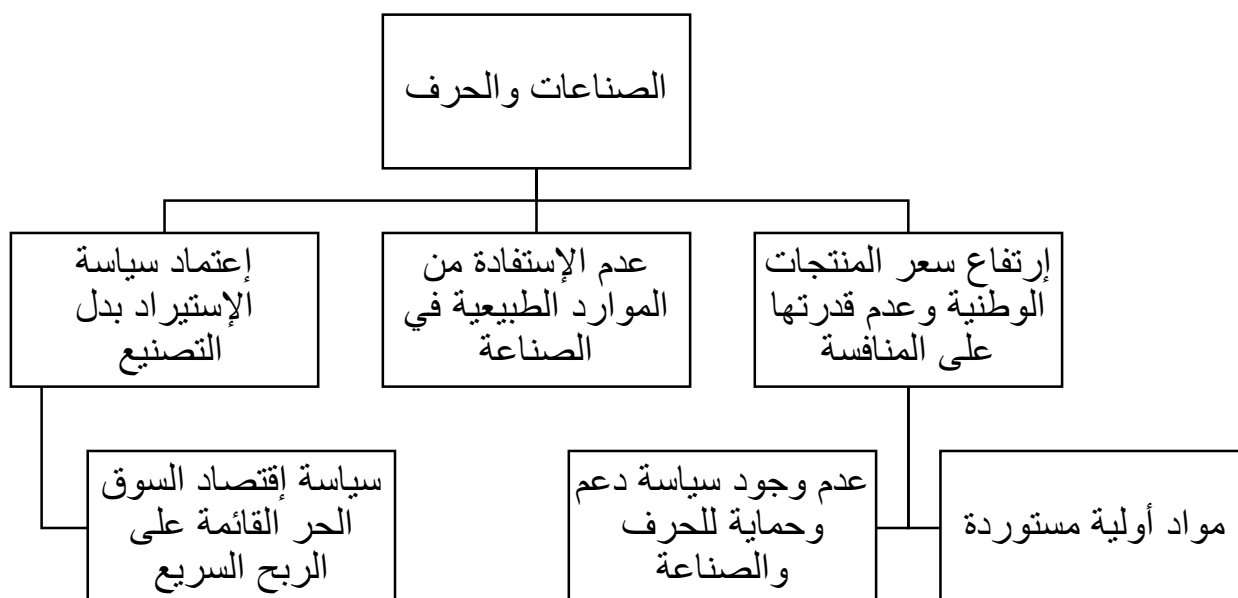 الصناعات والحرف
إرتفاع سعر المنتجات
الوطنية وعدم قدرتها
على المنافسة
عدم الإستفادة من
الموارد الطبيعية في
الصناعة
إعتماد سياسة
الإستيراد بدل
التصنيع
مواد أولية مستوردة
عدم وجود سياسة دعم
وحماية للحرف
والصناعة
سياسة إقتصاد السوق
الحر القائمة على
الربح السريع